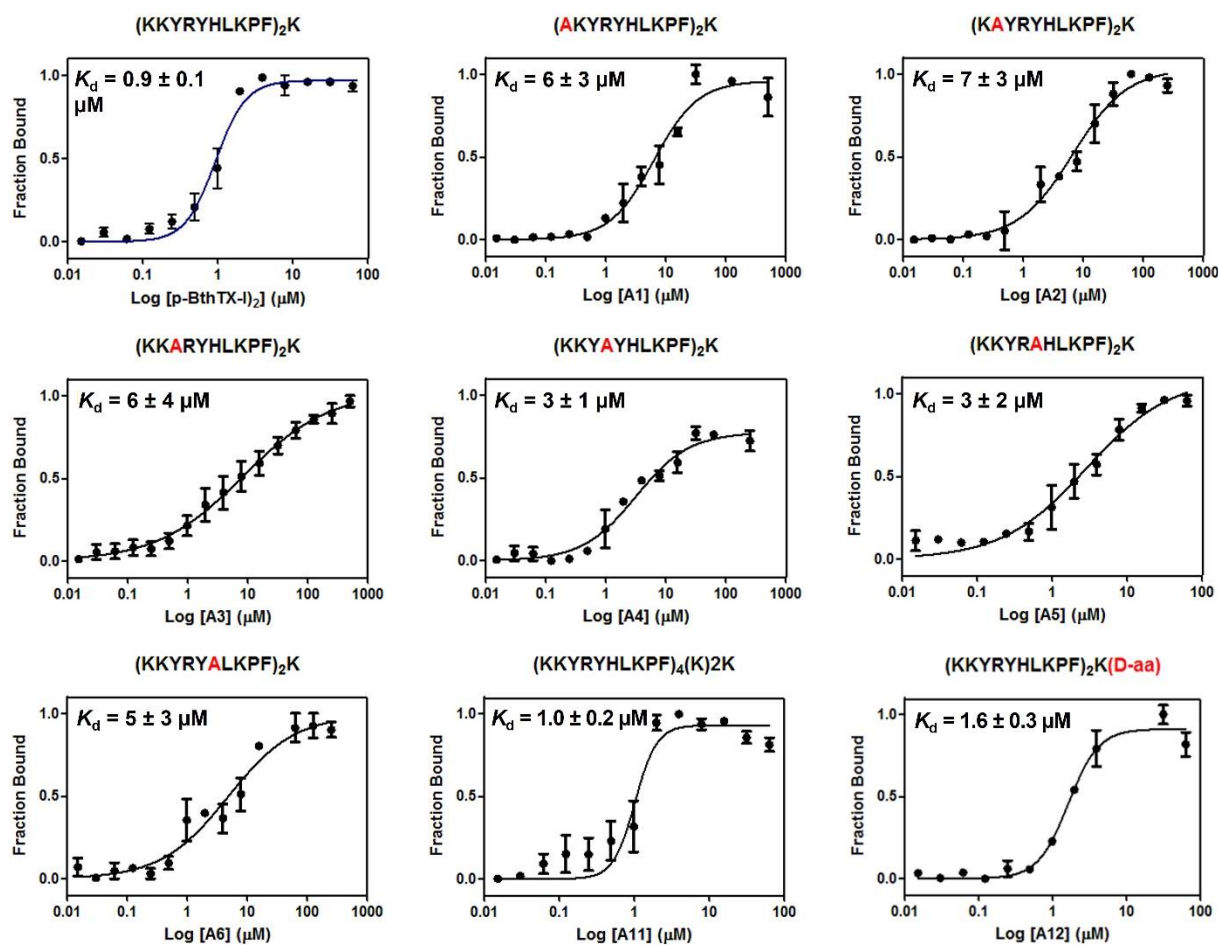 (KKYRYHLKPF)₂K
Kd = 0.9 ± 0.1
µM
Fraction Bound
1.0
0.5
0.0
0.01 0.1 1 10 100
Log [p-BthTX-I)₂] (µM)
(AKYRYHLKPF)₂K
Kd = 6 ± 3 µM
Fraction Bound
1.0
0.5
0.0
0.01 0.1 1 10 100 1000
Log [A1] (µM)
(KAYRYHLKPF)₂K
Kd = 7 ± 3 µM
Fraction Bound
1.0
0.5
0.0
0.01 0.1 1 10 100 1000
Log [A2] (µM)
(KKARYHLKPF)₂K
Kd = 6 ± 4 µM
Fraction Bound
1.0
0.5
0.0
0.01 0.1 1 10 100 1000
Log [A3] (µM)
(KKYAYHLKPF)₂K
Kd = 3 ± 1 µM
Fraction Bound
1.0
0.5
0.0
0.01 0.1 1 10 100 1000
Log [A4] (µM)
(KKYRAHLKPF)₂K
Kd = 3 ± 2 µM
Fraction Bound
1.0
0.5
0.0
0.01 0.1 1 10 100
Log [A5] (µM)
(KKYRYALKPF)₂K
Kd = 5 ± 3 µM
Fraction Bound
1.0
0.5
0.0
0.01 0.1 1 10 100 1000
Log [A6] (µM)
(KKYRYHLKPF)₄(K)2K
Kd = 1.0 ± 0.2 µM
Fraction Bound
1.0
0.5
0.0
0.01 0.1 1 10 100
Log [A11] (µM)
(KKYRYHLKPF)₂K(D-aa)
Kd = 1.6 ± 0.3 µM
Fraction Bound
1.0
0.5
0.0
0.01 0.1 1 10 100
Log [A12] (µM)